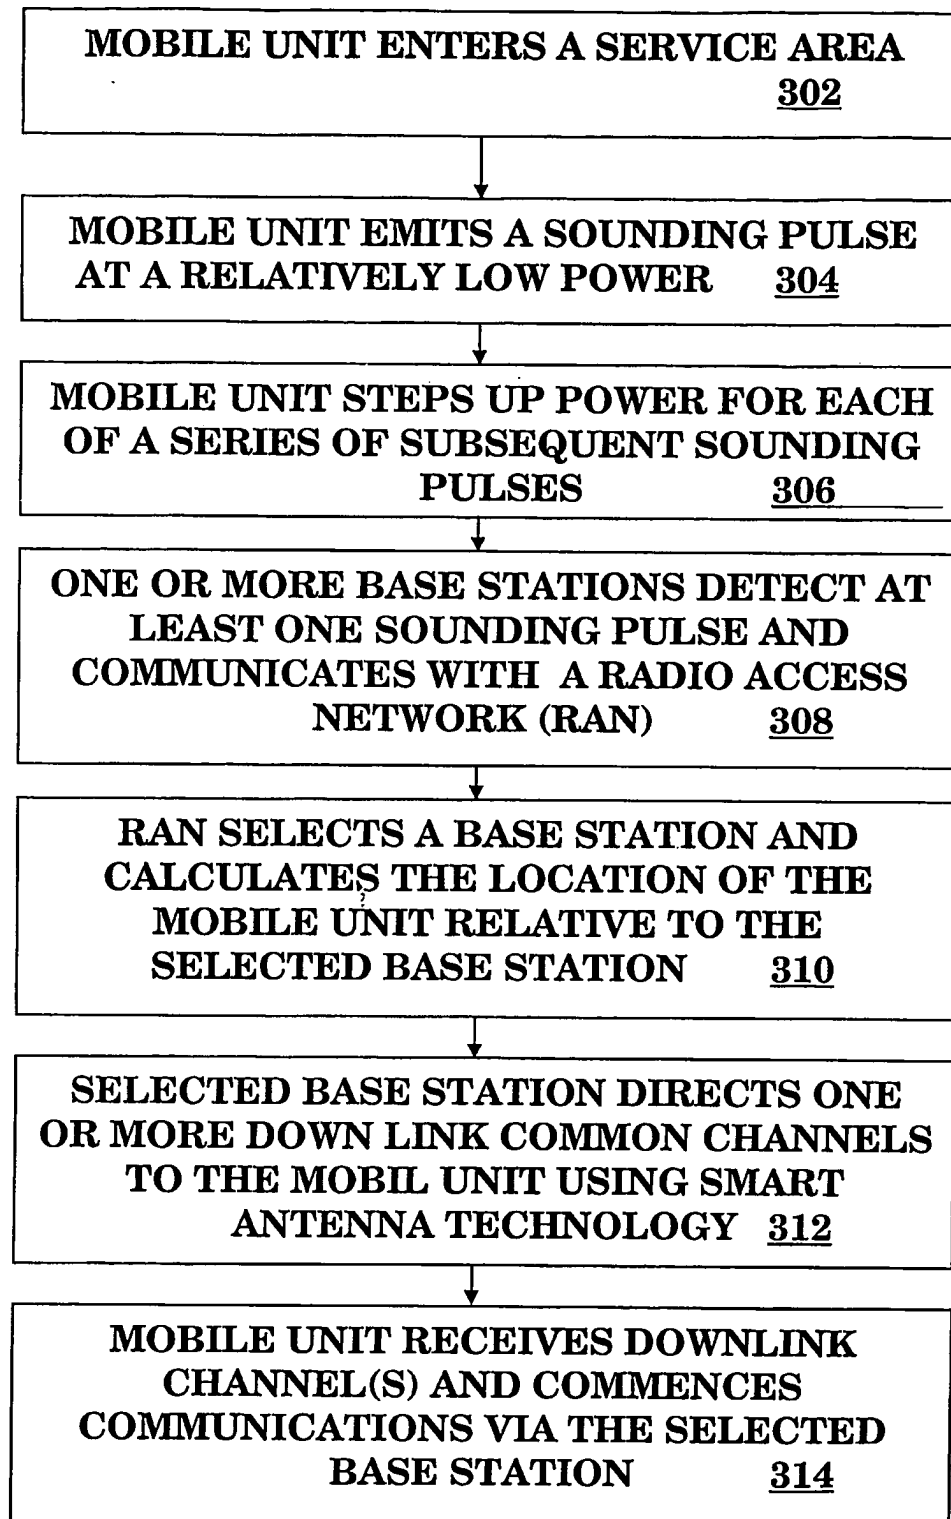 MOBILE UNIT ENTERS A SERVICE AREA
302
MOBILE UNIT EMITS A SOUNDING PULSE
AT A RELATIVELY LOW POWER 304
MOBILE UNIT STEPS UP POWER FOR EACH
OF A SERIES OF SUBSEQUENT SOUNDING
PULSES 306
ONE OR MORE BASE STATIONS DETECT AT
LEAST ONE SOUNDING PULSE AND
COMMUNICATES WITH A RADIO ACCESS
NETWORK (RAN) 308
RAN SELECTS A BASE STATION AND
CALCULATES THE LOCATION OF THE
MOBILE UNIT RELATIVE TO THE
SELECTED BASE STATION 310
SELECTED BASE STATION DIRECTS ONE
OR MORE DOWN LINK COMMON CHANNELS
TO THE MOBIL UNIT USING SMART
ANTENNA TECHNOLOGY 312
MOBILE UNIT RECEIVES DOWNLINK
CHANNEL(S) AND COMMENCES
COMMUNICATIONS VIA THE SELECTED
BASE STATION 314